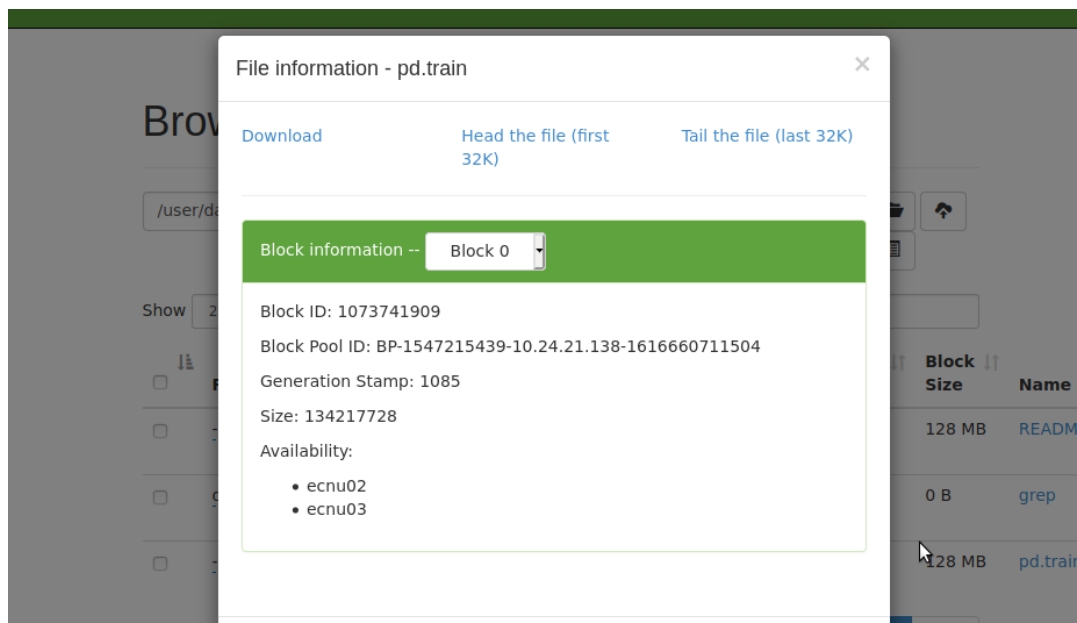 File information - pd.train
×
Download
Head the file (first
32K)
Tail the file (last 32K)
Brow
/user/da
Block information --
Block 0
Block ID: 1073741909
Block Pool ID: BP-1547215439-10.24.21.138-1616660711504
Generation Stamp: 1085
Size: 134217728
Availability:
• ecnu02
• ecnu03
Show
2
Block
Size
Name
128 MB
READM
0 B
grep
128 MB
pd.train